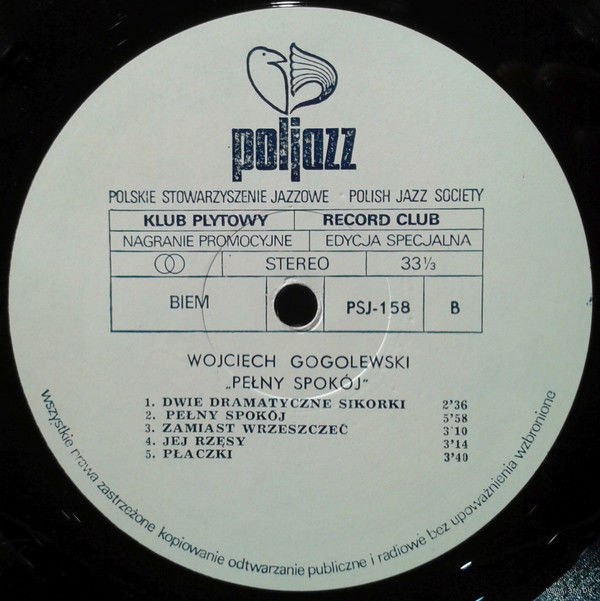 poljazz
POLSKIE STOWARZYSZENIE JAZZOWE POLISH JAZZ SOCIETY
KLUB PŁYTOWY RECORD CLUB
NAGRANIE PROMOCYJNE EDYCJA SPECJALNA
STEREO 33 1/3
BIEM PSJ-158 B
WOJCIECH GOGOLEWSKI
„PEŁNY SPOKÓJ”
1. DWIE DRAMATYCZNE SIKORKI 2'36
2. PEŁNY SPOKÓJ 5'58
3. ZAMIAST WRZESZCZEĆ 3'10
4. JEJ RZĘSY 3'14
5. PŁACZKI 3'40
wszystkie prawa zastrzeżone kopiowanie odtwarzanie publiczne i radiowe bez upoważnienia wzbronione